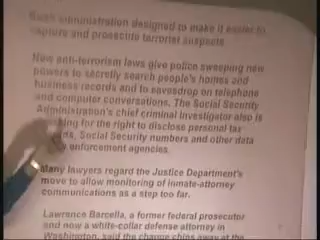 Bush administration designed to make it easier to
capture and prosecute terrorist suspects
New anti-terrorism laws give police sweeping new
powers to secretly search people's homes and
business records and to eavesdrop on telephone
and computer conversations. The Social Security
Administration's chief criminal investigator also is
for the right to disclose personal tax
Social Security numbers and other data
enforcement agencies.
Many lawyers regard the Justice Department's
move to allow monitoring of inmate-attorney
communications as a step too far.
Lawrence Barcella, a former federal prosecutor
and now a white-collar defense attorney in
Washington, said the change chips away at the